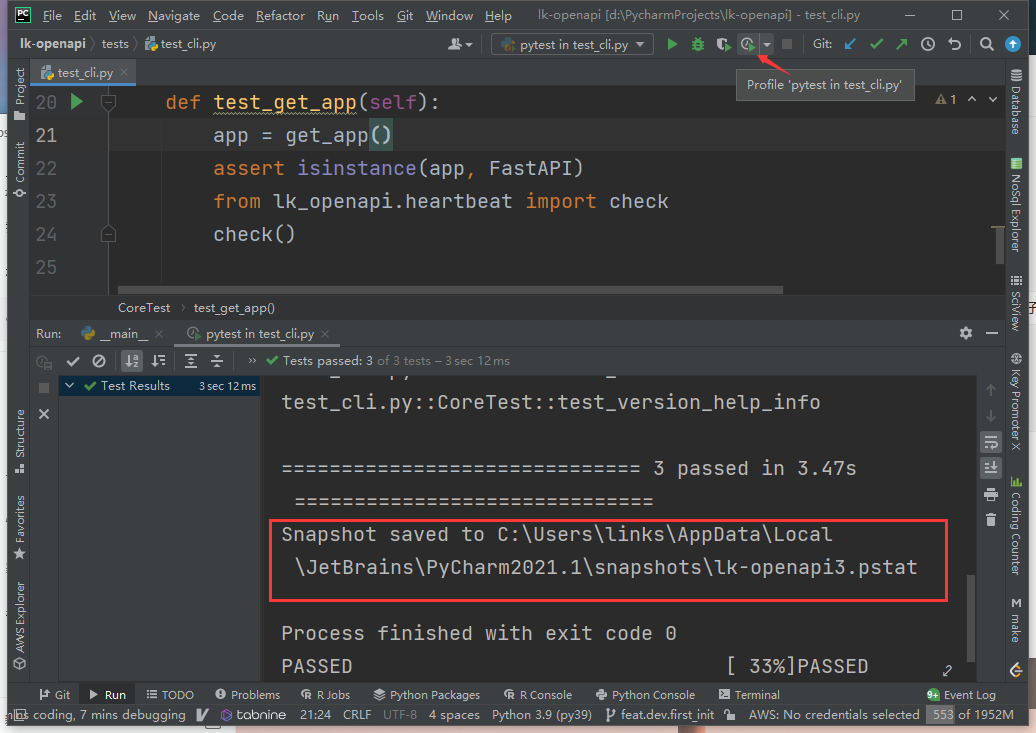 PC File Edit View Navigate Code Refactor Run Tools Git Window Help lk-openapi [d:\PycharmProjects\lk-openapi] - test_cli.py
lk-openapi tests test_cli.py pytest in test_cli.py Git:
Project
test_cli.py
Profile 'pytest in test_cli.py'
Database
20 def test_get_app(self):
1
21 app = get_app()
Commit
22 assert isinstance(app, FastAPI)
23 from lk_openapi.heartbeat import check
NoSql Explorer
24 check()
25
SciView
CoreTest test_get_app()
Run: __main__ pytest in test_cli.py
» Tests passed: 3 of 3 tests – 3 sec 12 ms
Test Results 3 sec 12 ms
Key Promoter X
test_cli.py::CoreTest::test_version_help_info
Structure
============================== 3 passed in 3.47s
==============================
Favorites
Snapshot saved to C:\Users\links\AppData\Local
\JetBrains\PyCharm2021.1\snapshots\lk-openapi3.pstat
Coding Counter
AWS Explorer
M make
Process finished with exit code 0
PASSED [ 33%]PASSED
Git Run TODO Problems R Jobs Python Packages R Console Python Console Terminal 9+ Event Log
coding, 7 mins debugging tabnine 21:24 CRLF UTF-8 4 spaces Python 3.9 (py39) feat.dev.first_init AWS: No credentials selected 553 of 1952M